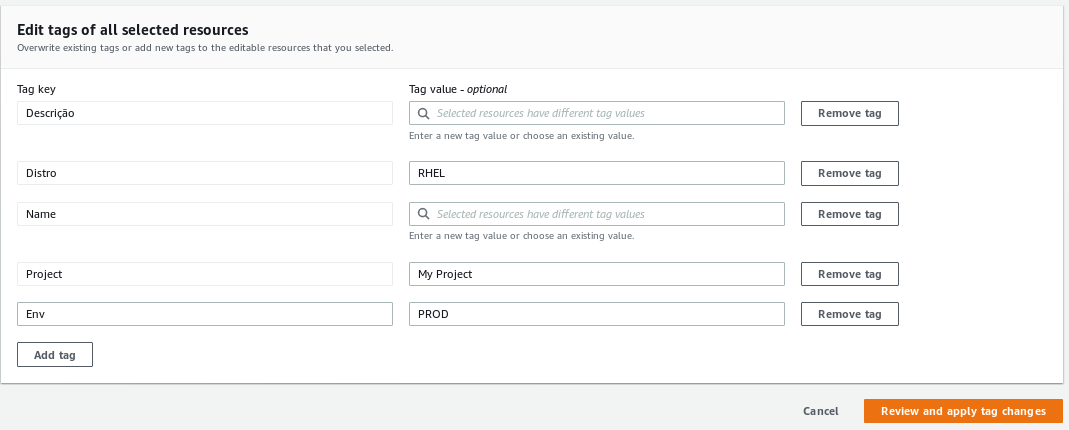 Edit tags of all selected resources
Overwrite existing tags or add new tags to the editable resources that you selected.
Tag key
Tag value - optional
Descrição
Selected resources have different tag values
Remove tag
Enter a new tag value or choose an existing value.
Distro
RHEL
Remove tag
Name
Selected resources have different tag values
Remove tag
Enter a new tag value or choose an existing value.
Project
My Project
Remove tag
Env
PROD
Remove tag
Add tag
Cancel
Review and apply tag changes